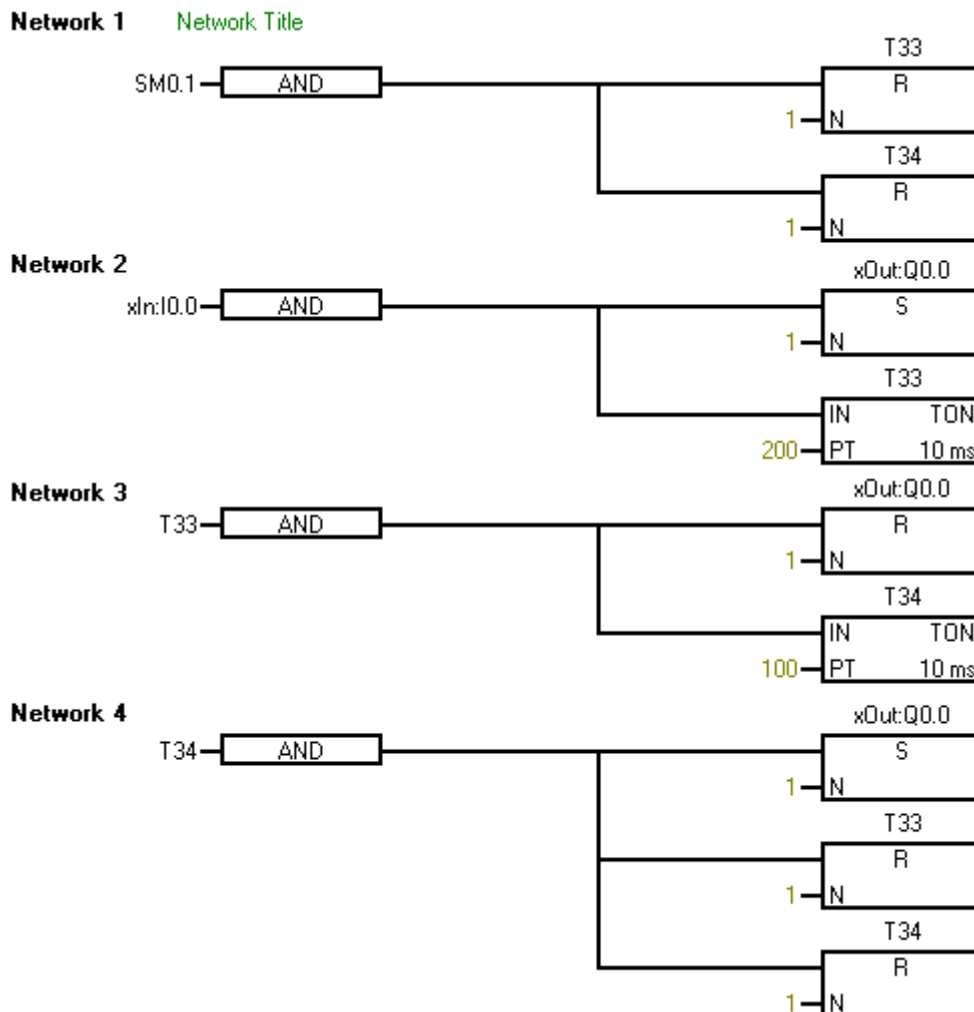 Network 1 Network Title
T33
SM0.1 AND R
1 N
T34
R
1 N
Network 2
xOut:Q0.0
xIn:I0.0 AND S
1 N
T33
IN TON
200 PT 10 ms
Network 3
xOut:Q0.0
T33 AND R
1 N
T34
IN TON
100 PT 10 ms
Network 4
xOut:Q0.0
T34 AND S
1 N
T33
R
1 N
T34
R
1 N